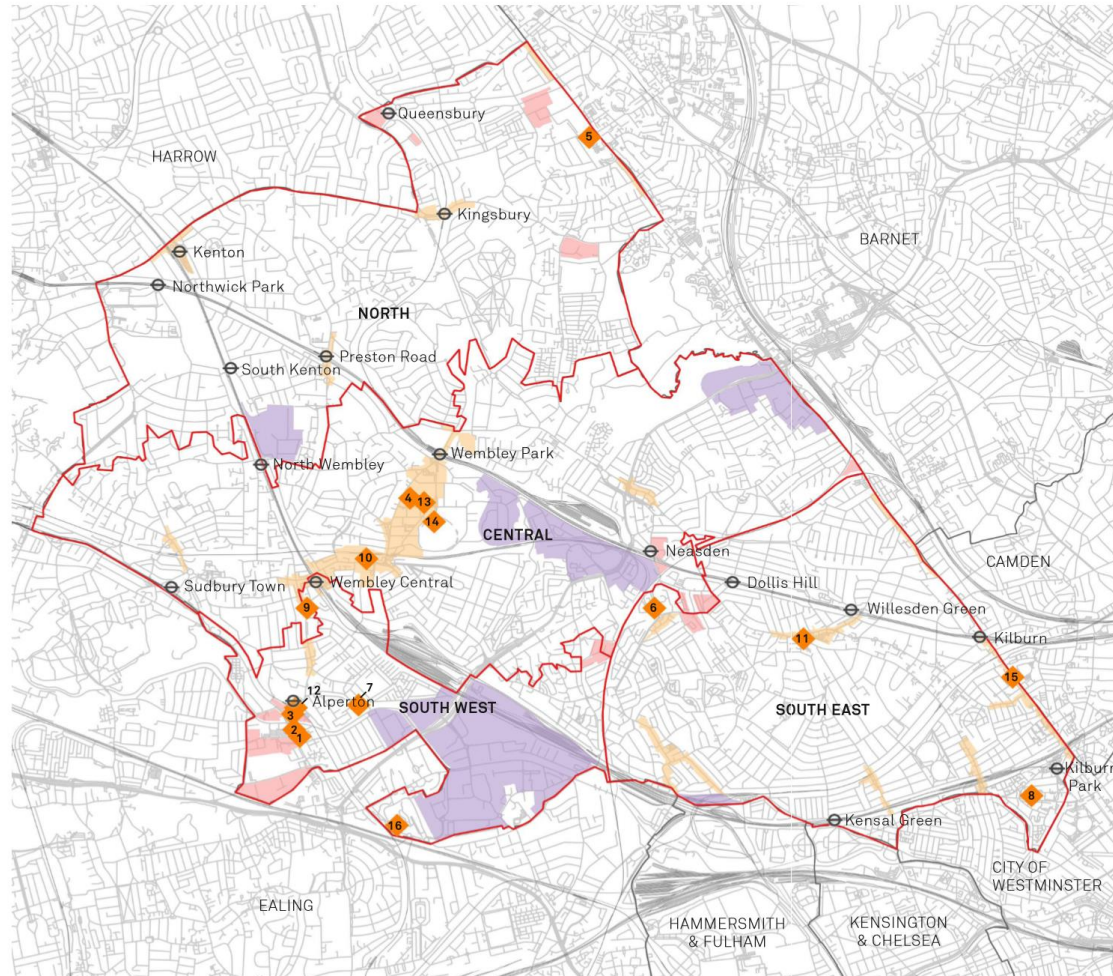 Queensbury
5
HARROW
Kingsbury
BARNET
Kenton
Northwick Park
NORTH
Preston Road
South Kenton
Wembley Park
North Wembley
4
13
14
CENTRAL
10
Neasden
CAMDEN
Sudbury Town
Wembley Central
Dollis Hill
9
6
Willesden Green
11
Kilburn
15
12
7
Alperton
3
SOUTH WEST
SOUTH EAST
2
1
Kilburn
Park
8
16
Kensal Green
CITY OF
WESTMINSTER
EALING
HAMMERSMITH
& FULHAM
KENSINGTON
& CHELSEA